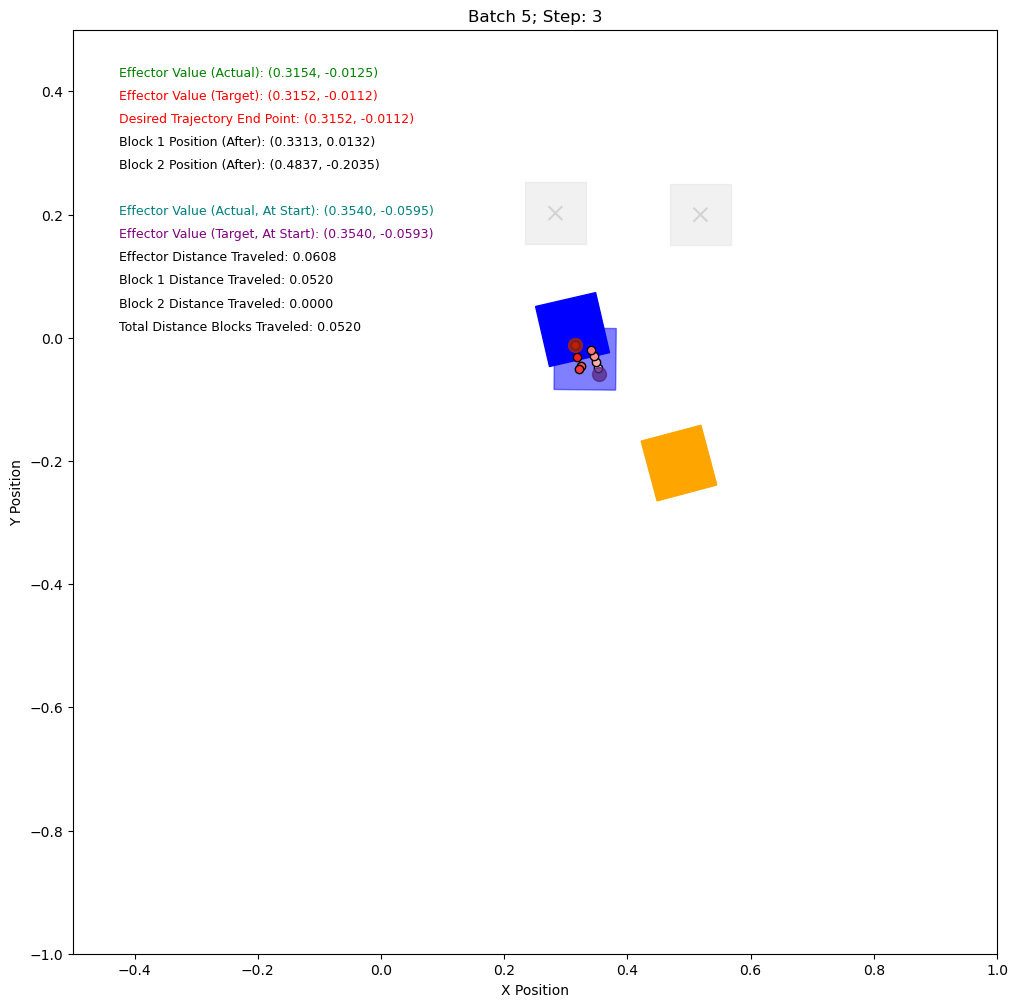 Batch 5; Step: 3
Effector Value (Actual): (0.3154, -0.0125)
Effector Value (Target): (0.3152, -0.0112)
Desired Trajectory End Point: (0.3152, -0.0112)
Block 1 Position (After): (0.3313, 0.0132)
Block 2 Position (After): (0.4837, -0.2035)
Effector Value (Actual, At Start): (0.3540, -0.0595)
Effector Value (Target, At Start): (0.3540, -0.0593)
Effector Distance Traveled: 0.0608
Block 1 Distance Traveled: 0.0520
Block 2 Distance Traveled: 0.0000
Total Distance Blocks Traveled: 0.0520
Y Position
0.4
0.2
0.0
−0.2
−0.4
−0.6
−0.8
−1.0
−0.4
−0.2
0.0
0.2
0.4
0.6
0.8
1.0
X Position